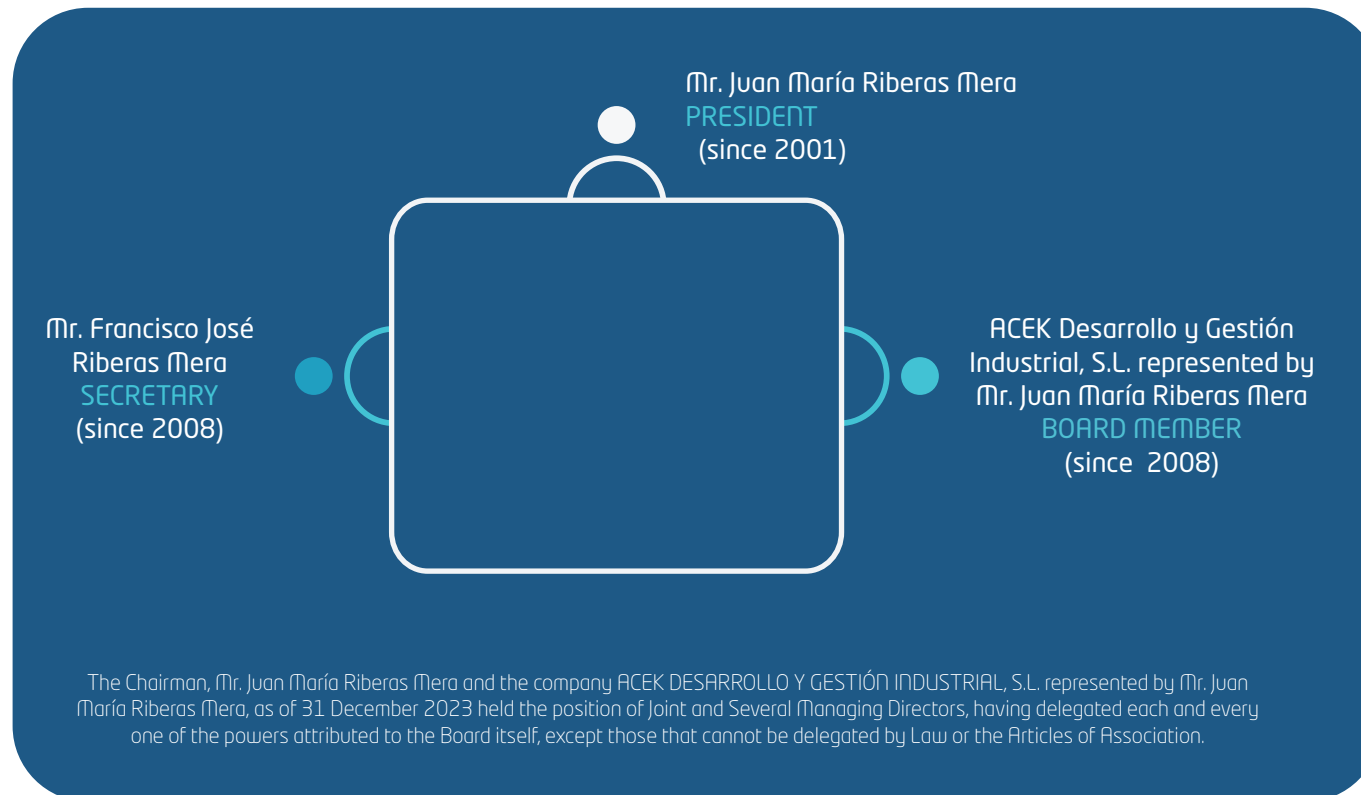 Mr. Juan María Riberas Mera
PRESIDENT
(since 2001)
Mr. Francisco José
Riberas Mera
SECRETARY
(since 2008)
ACEK Desarrollo y Gestión
Industrial, S.L. represented by
Mr. Juan María Riberas Mera
BOARD MEMBER
(since 2008)
The Chairman, Mr. Juan María Riberas Mera and the company ACEK DESARROLLO Y GESTIÓN INDUSTRIAL, S.L. represented by Mr. Juan
María Riberas Mera, as of 31 December 2023 held the position of Joint and Several Managing Directors, having delegated each and every
one of the powers attributed to the Board itself, except those that cannot be delegated by Law or the Articles of Association.